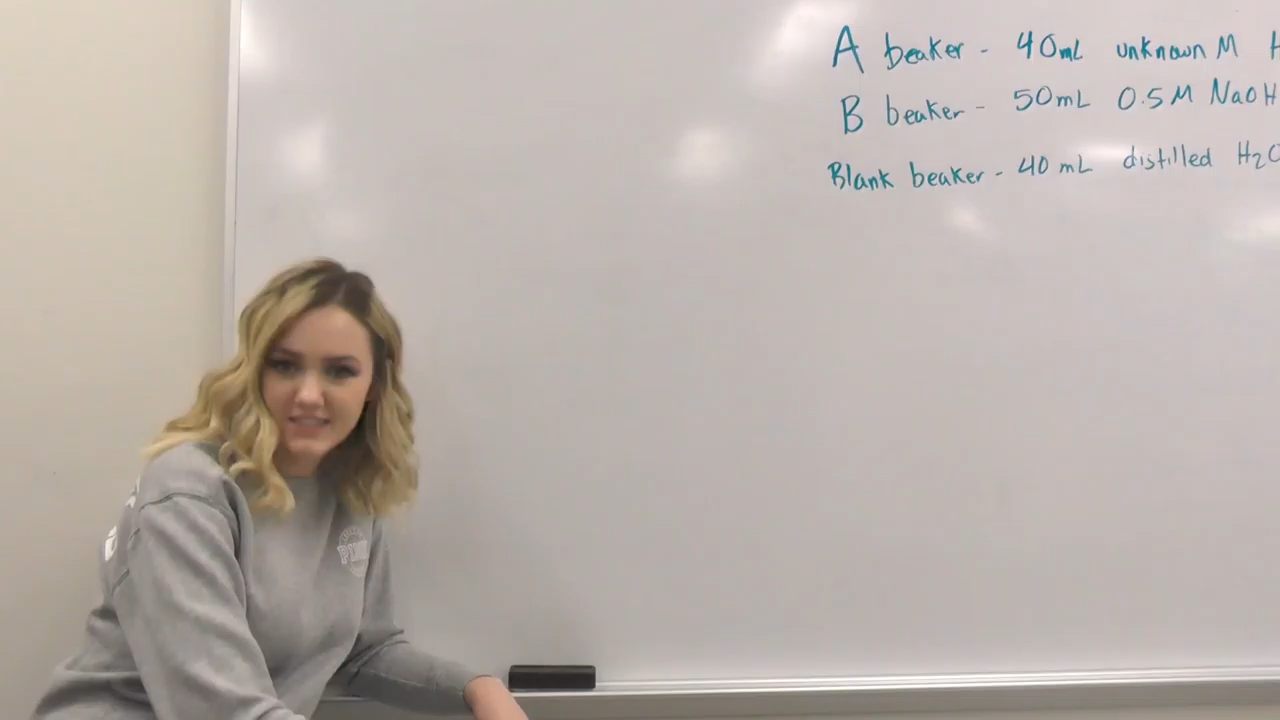 A beaker - 40mL unknown M H
B beaker - 50mL 0.5M NaOH
Blank beaker - 40 mL distilled H2O